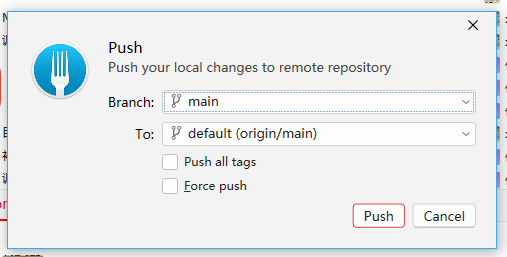 Push
Push your local changes to remote repository
Branch: main
To: default (origin/main)
Push all tags
Force push
Push Cancel